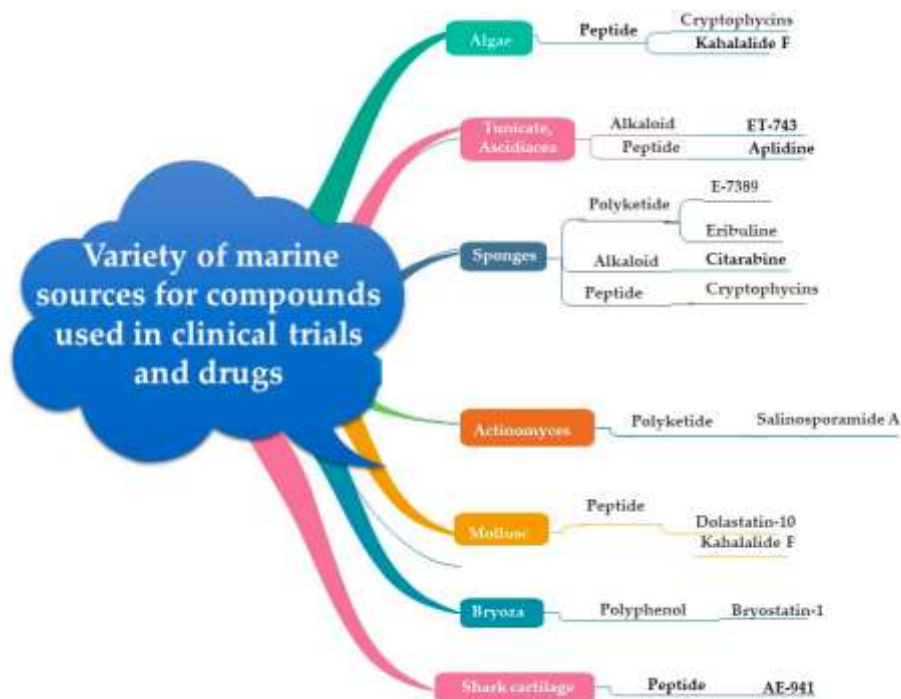 Variety of marine
sources for compounds
used in clinical trials
and drugs
Algae
Peptide
Cryptophycins
Kahalalide F
Tunicate,
Ascidiacea
Alkaloid
ET-743
Peptide
Aplidine
Sponges
Polyketide
E-7389
Eribuline
Alkaloid
Citarabine
Peptide
Cryptophycins
Actinomyces
Polyketide
Salinosporamide A
Mollusc
Peptide
Dolastatin-10
Kahalalide F
Bryoza
Polyphenol
Bryostatin-1
Shark cartilage
Peptide
AE-941